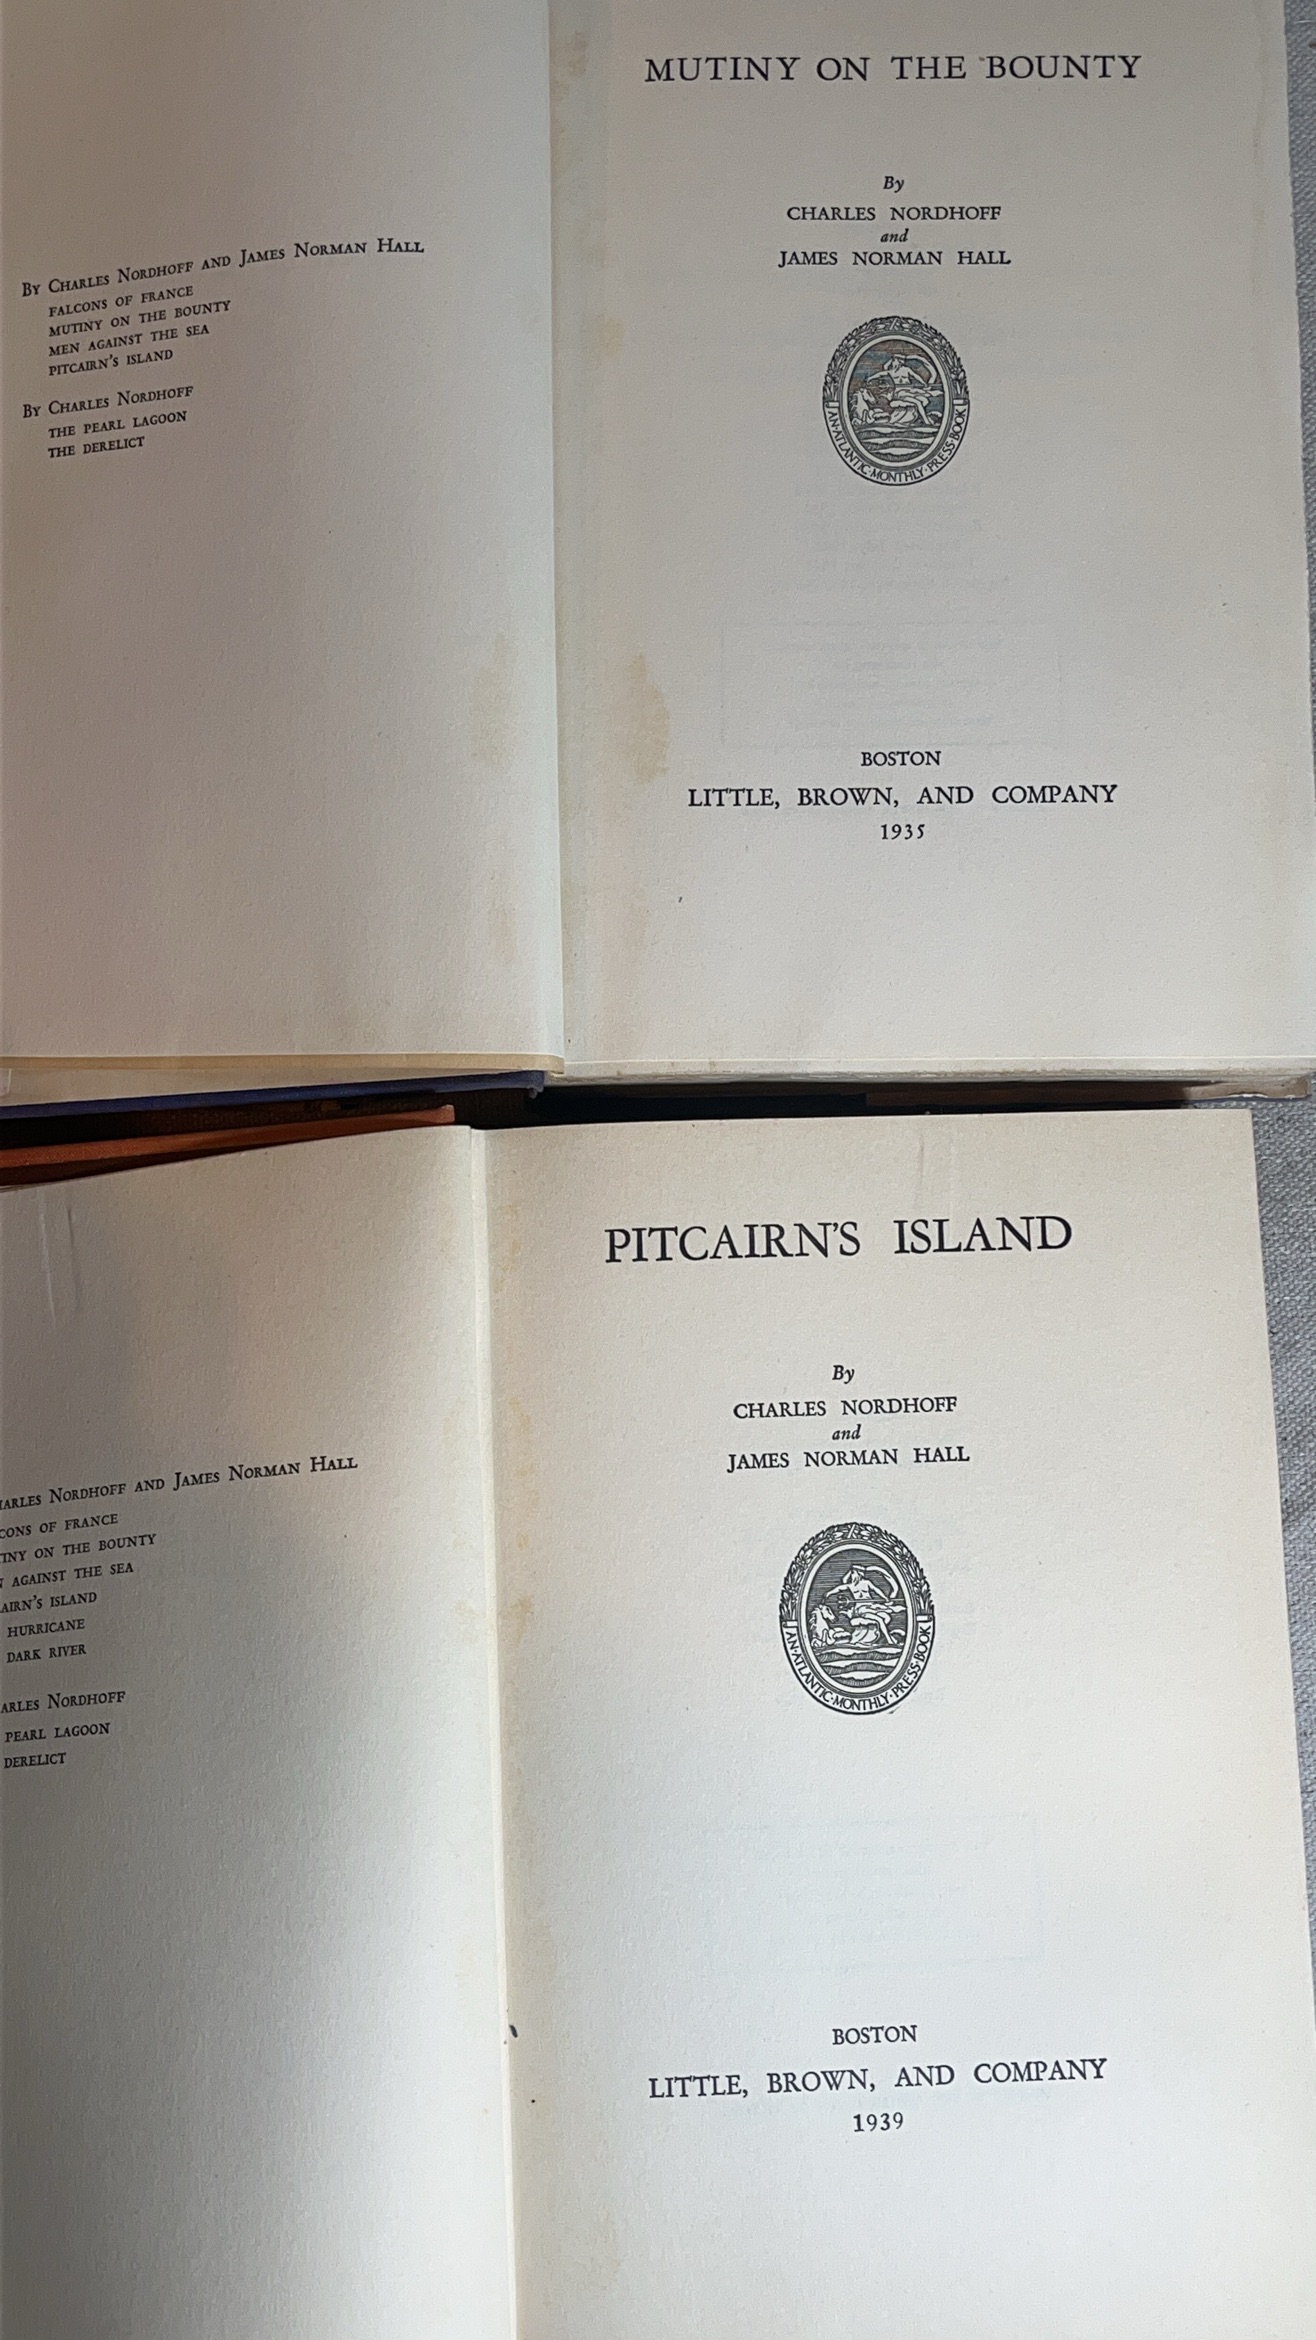 By Charles Nordhoff and James Norman Hall
FALCONS OF FRANCE
MUTINY ON THE BOUNTY
MEN AGAINST THE SEA
PITCAIRN'S ISLAND
By Charles Nordhoff
THE PEARL LAGOON
THE DERELICT
MUTINY ON THE BOUNTY
By
CHARLES NORDHOFF
and
JAMES NORMAN HALL
AN·ATLANTIC·MONTHLY·PRESS·BOOK
BOSTON
LITTLE, BROWN, AND COMPANY
1935
arles Nordhoff and James Norman Hall
CONS OF FRANCE
TINY ON THE BOUNTY
AGAINST THE SEA
AIRN'S ISLAND
HURRICANE
DARK RIVER
arles Nordhoff
PEARL LAGOON
DERELICT
PITCAIRN'S ISLAND
By
CHARLES NORDHOFF
and
JAMES NORMAN HALL
AN·ATLANTIC·MONTHLY·PRESS·BOOK
BOSTON
LITTLE, BROWN, AND COMPANY
1939